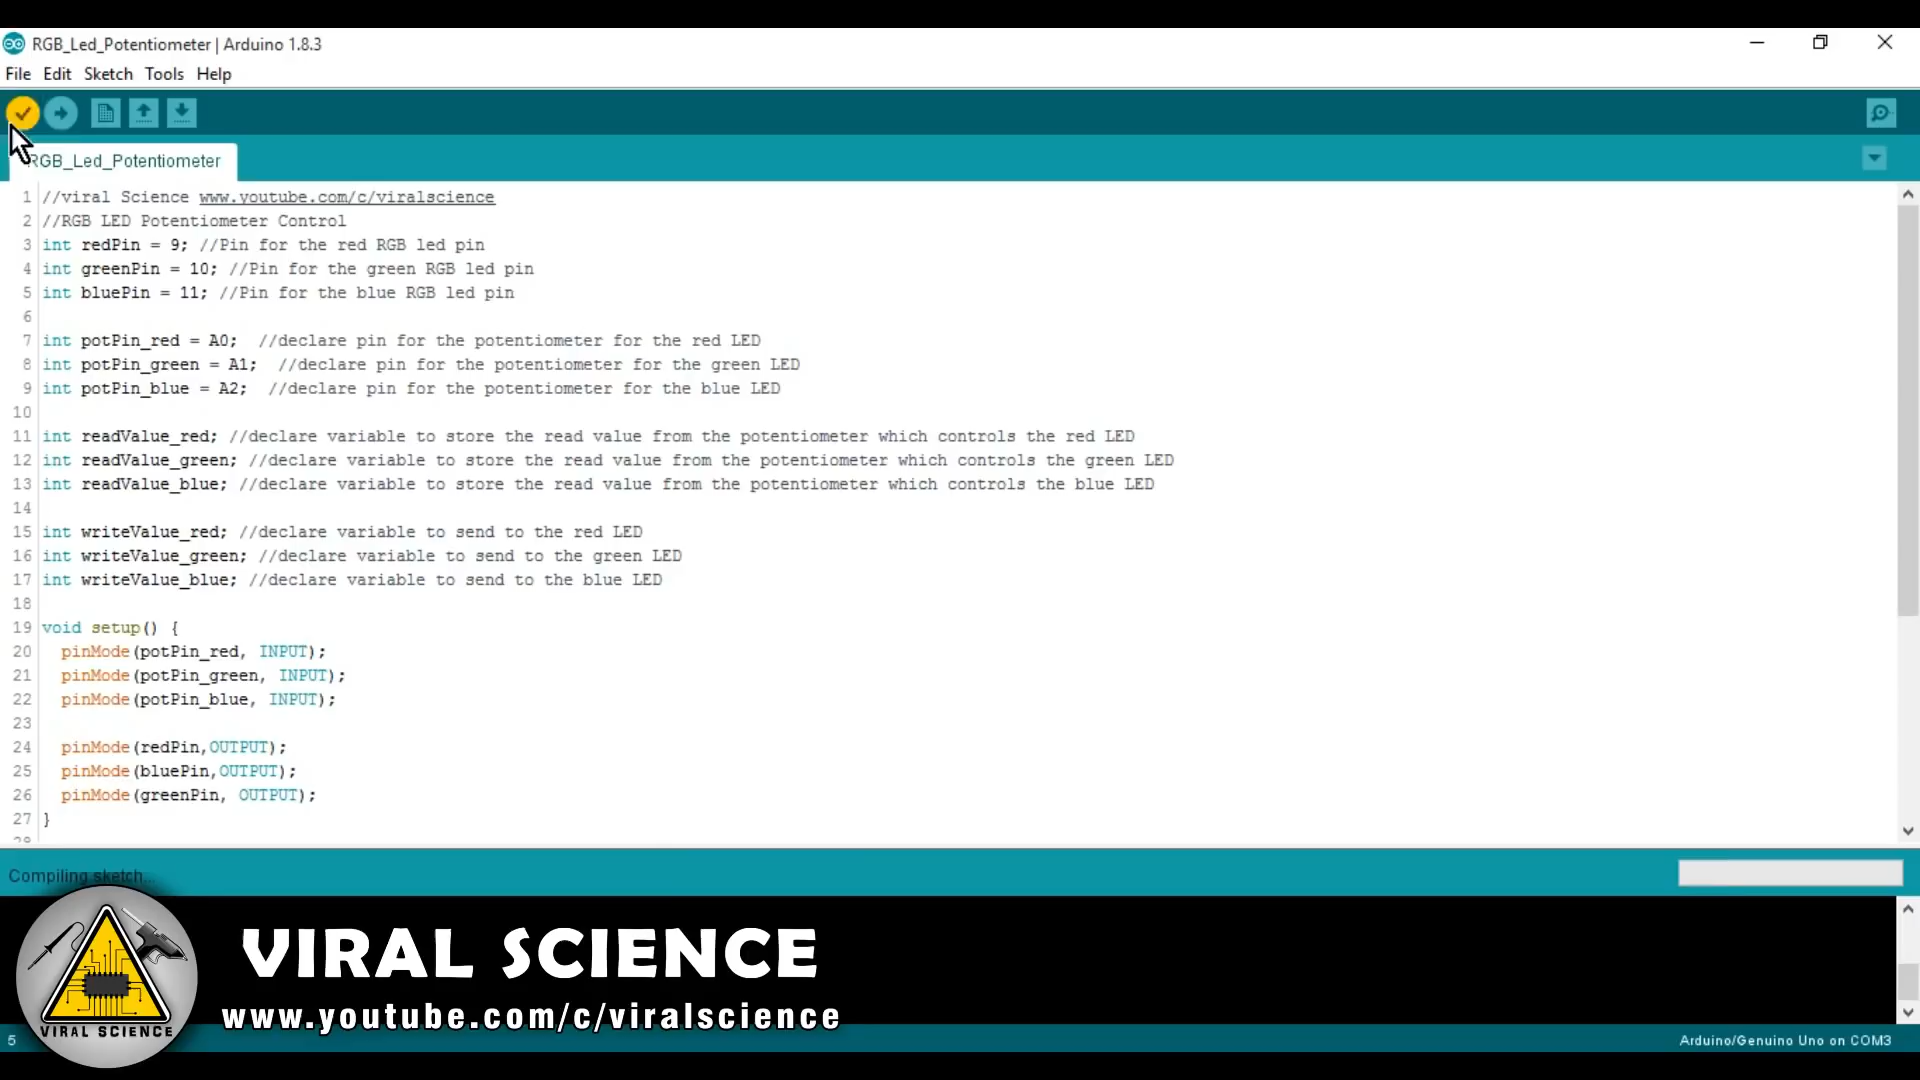 RGB_Led_Potentiometer | Arduino 1.8.3
File Edit Sketch Tools Help
RGB_Led_Potentiometer
1 //viral Science www.youtube.com/c/viralscience
2 //RGB LED Potentiometer Control
3 int redPin = 9; //Pin for the red RGB led pin
4 int greenPin = 10; //Pin for the green RGB led pin
5 int bluePin = 11; //Pin for the blue RGB led pin
6
7 int potPin_red = A0;  //declare pin for the potentiometer for the red LED
8 int potPin_green = A1;  //declare pin for the potentiometer for the green LED
9 int potPin_blue = A2;  //declare pin for the potentiometer for the blue LED
10
11 int readValue_red; //declare variable to store the read value from the potentiometer which controls the red LED
12 int readValue_green; //declare variable to store the read value from the potentiometer which controls the green LED
13 int readValue_blue; //declare variable to store the read value from the potentiometer which controls the blue LED
14
15 int writeValue_red; //declare variable to send to the red LED
16 int writeValue_green; //declare variable to send to the green LED
17 int writeValue_blue; //declare variable to send to the blue LED
18
19 void setup() {
20   pinMode(potPin_red, INPUT);
21   pinMode(potPin_green, INPUT);
22   pinMode(potPin_blue, INPUT);
23
24   pinMode(redPin,OUTPUT);
25   pinMode(bluePin,OUTPUT);
26   pinMode(greenPin, OUTPUT);
27 }
28
Compiling sketch...
VIRAL SCIENCE
www.youtube.com/c/viralscience
VIRAL SCIENCE
5
Arduino/Genuino Uno on COM3